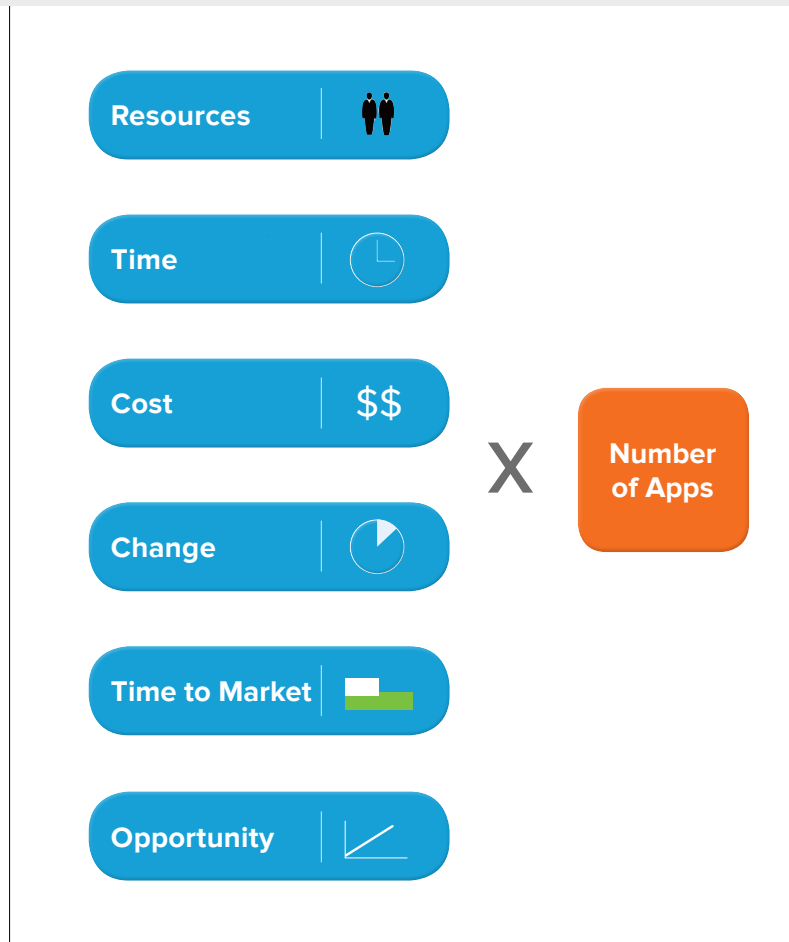 Resources
Time
Cost
$$
X
Number
of Apps
Change
Time to Market
Opportunity